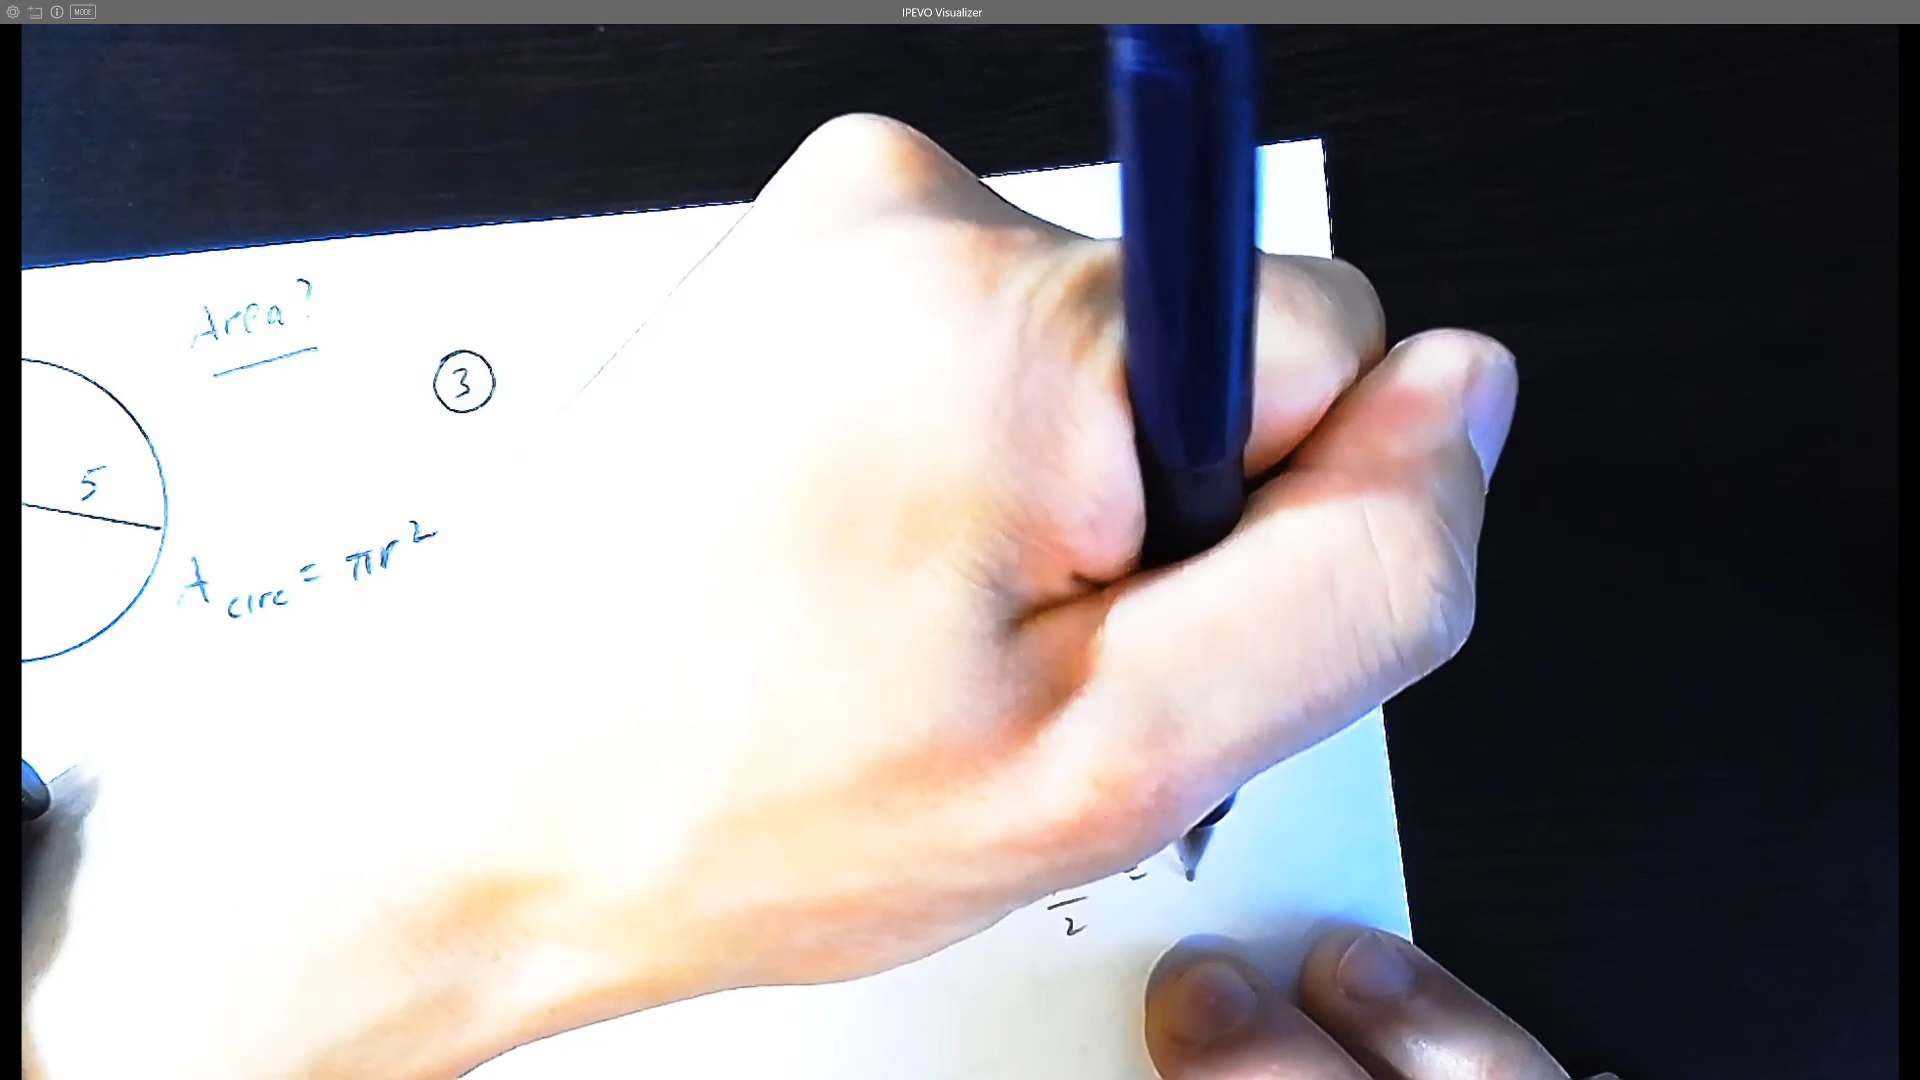 MODE
IPEVO Visualizer
Area?
③
5
A circ = πr²
— =
2